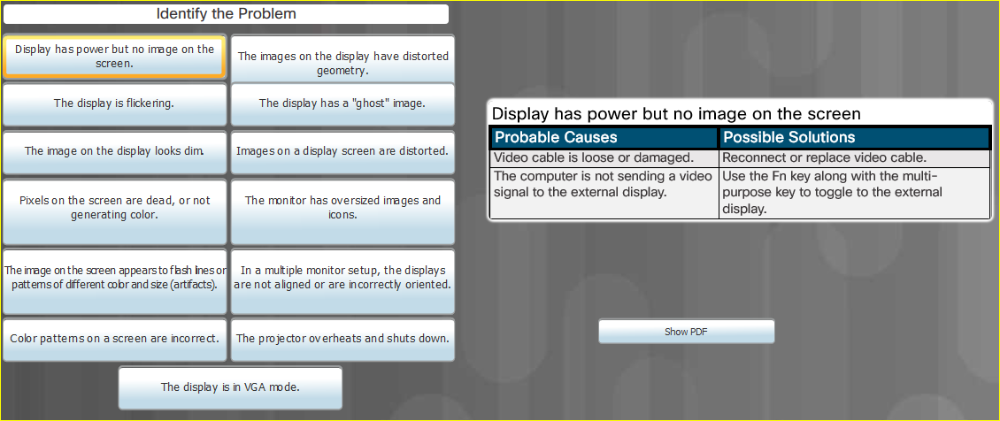 Identify the Problem
Display has power but no image on the
screen.
The images on the display have distorted
geometry.
The display is flickering.
The display has a "ghost" image.
The image on the display looks dim.
Images on a display screen are distorted.
Pixels on the screen are dead, or not
generating color.
The monitor has oversized images and
icons.
The image on the screen appears to flash lines or
patterns of different color and size (artifacts).
In a multiple monitor setup, the displays
are not aligned or are incorrectly oriented.
Color patterns on a screen are incorrect.
The projector overheats and shuts down.
The display is in VGA mode.
Display has power but no image on the screen
Probable Causes
Possible Solutions
Video cable is loose or damaged.
Reconnect or replace video cable.
The computer is not sending a video
signal to the external display.
Use the Fn key along with the multi-
purpose key to toggle to the external
display.
Show PDF